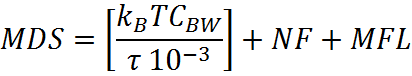 MDS = [k_B T C_BW / τ 10^-3] + NF + MFL